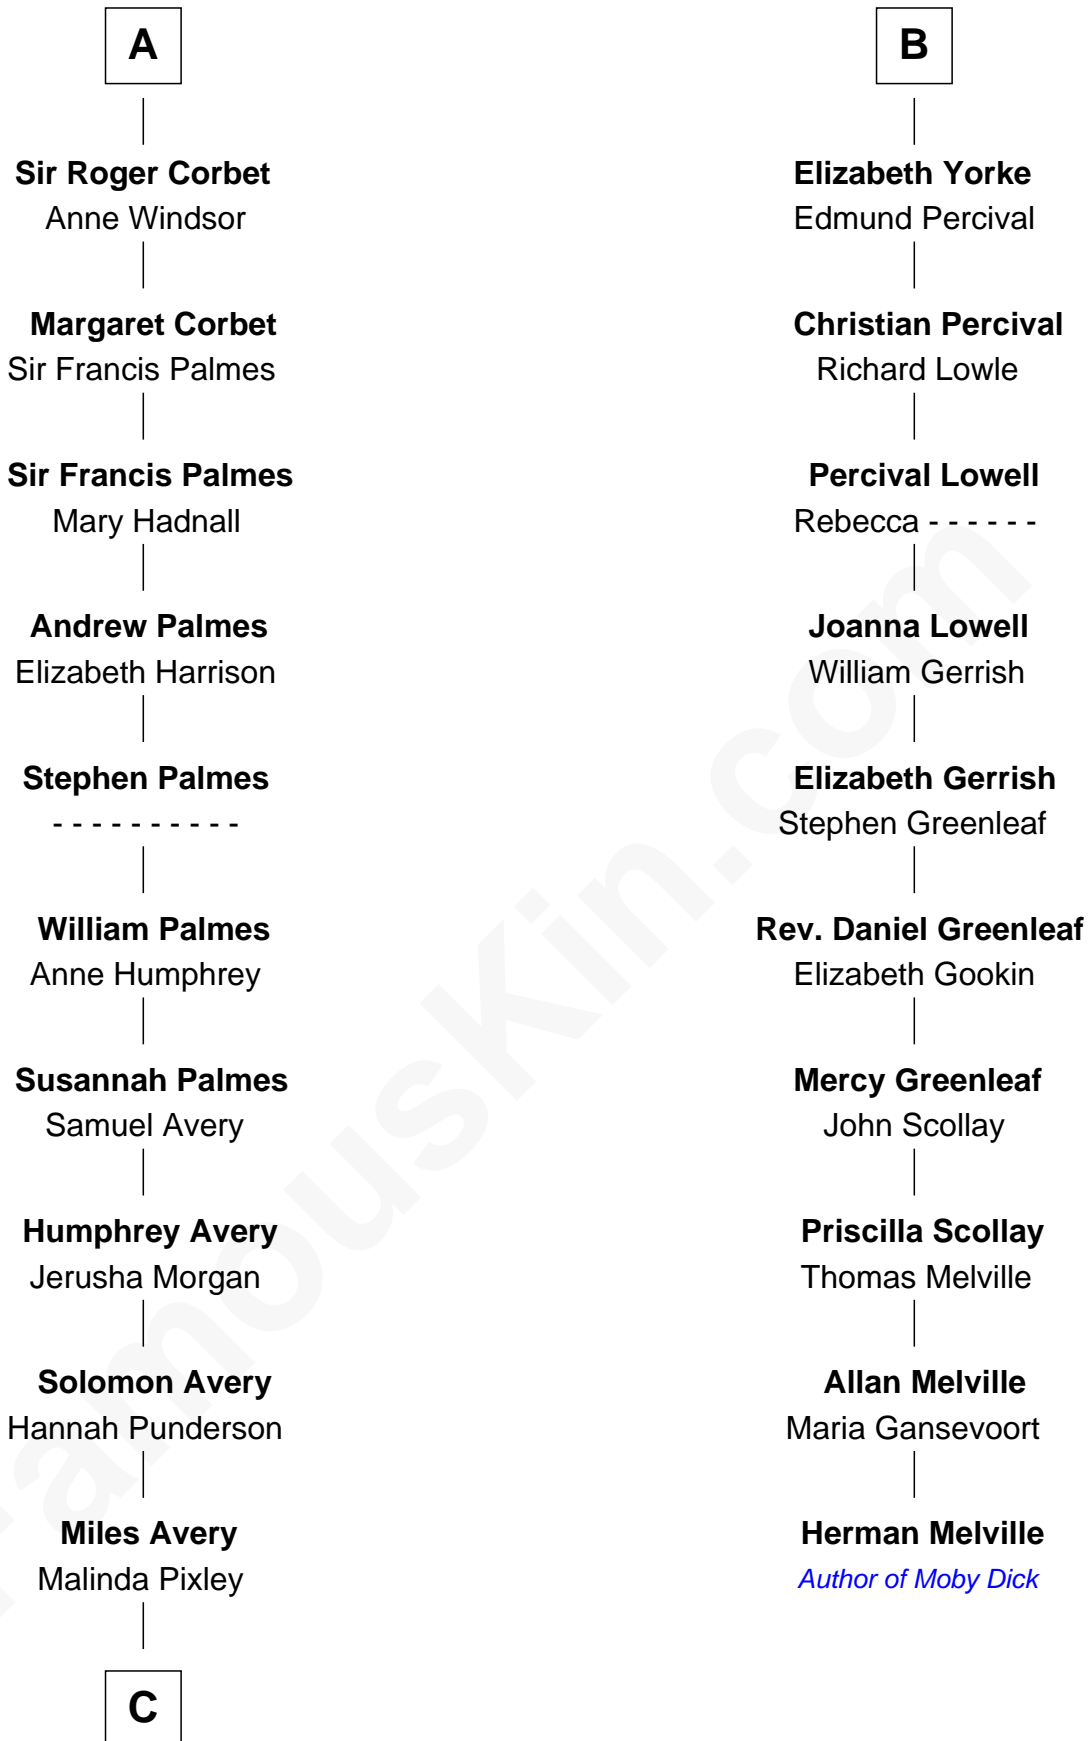 A
Sir Roger Corbet
Anne Windsor
Margaret Corbet
Sir Francis Palmes
Sir Francis Palmes
Mary Hadnall
Andrew Palmes
Elizabeth Harrison
Stephen Palmes
- - - - - - - - - -
William Palmes
Anne Humphrey
Susannah Palmes
Samuel Avery
Humphrey Avery
Jerusha Morgan
Solomon Avery
Hannah Punderson
Miles Avery
Malinda Pixley
C
B
Elizabeth Yorke
Edmund Percival
Christian Percival
Richard Lowle
Percival Lowell
Rebecca - - - - - -
Joanna Lowell
William Gerrish
Elizabeth Gerrish
Stephen Greenleaf
Rev. Daniel Greenleaf
Elizabeth Gookin
Mercy Greenleaf
John Scollay
Priscilla Scollay
Thomas Melville
Allan Melville
Maria Gansevoort
Herman Melville
Author of Moby Dick
FamousKin.com